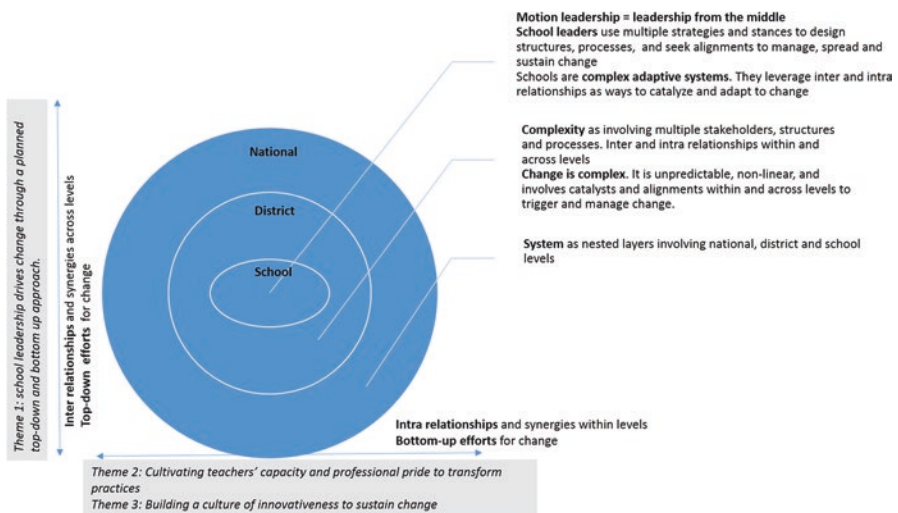 Motion leadership = leadership from the middle
School leaders use multiple strategies and stances to design
structures, processes, and seek alignments to manage, spread and
sustain change
Schools are complex adaptive systems. They leverage inter and intra
relationships as ways to catalyze and adapt to change
Complexity as involving multiple stakeholders, structures
and processes. Inter and intra relationships within and
across levels
Change is complex. It is unpredictable, non-linear, and
involves catalysts and alignments within and across levels to
trigger and manage change.
System as nested layers involving national, district and school
levels
National
District
School
Theme 1: school leadership drives change through a planned
top-down and bottom up approach.
Inter relationships and synergies across levels
Top-down efforts for change
Intra relationships and synergies within levels
Bottom-up efforts for change
Theme 2: Cultivating teachers' capacity and professional pride to transform
practices
Theme 3: Building a culture of innovativeness to sustain change